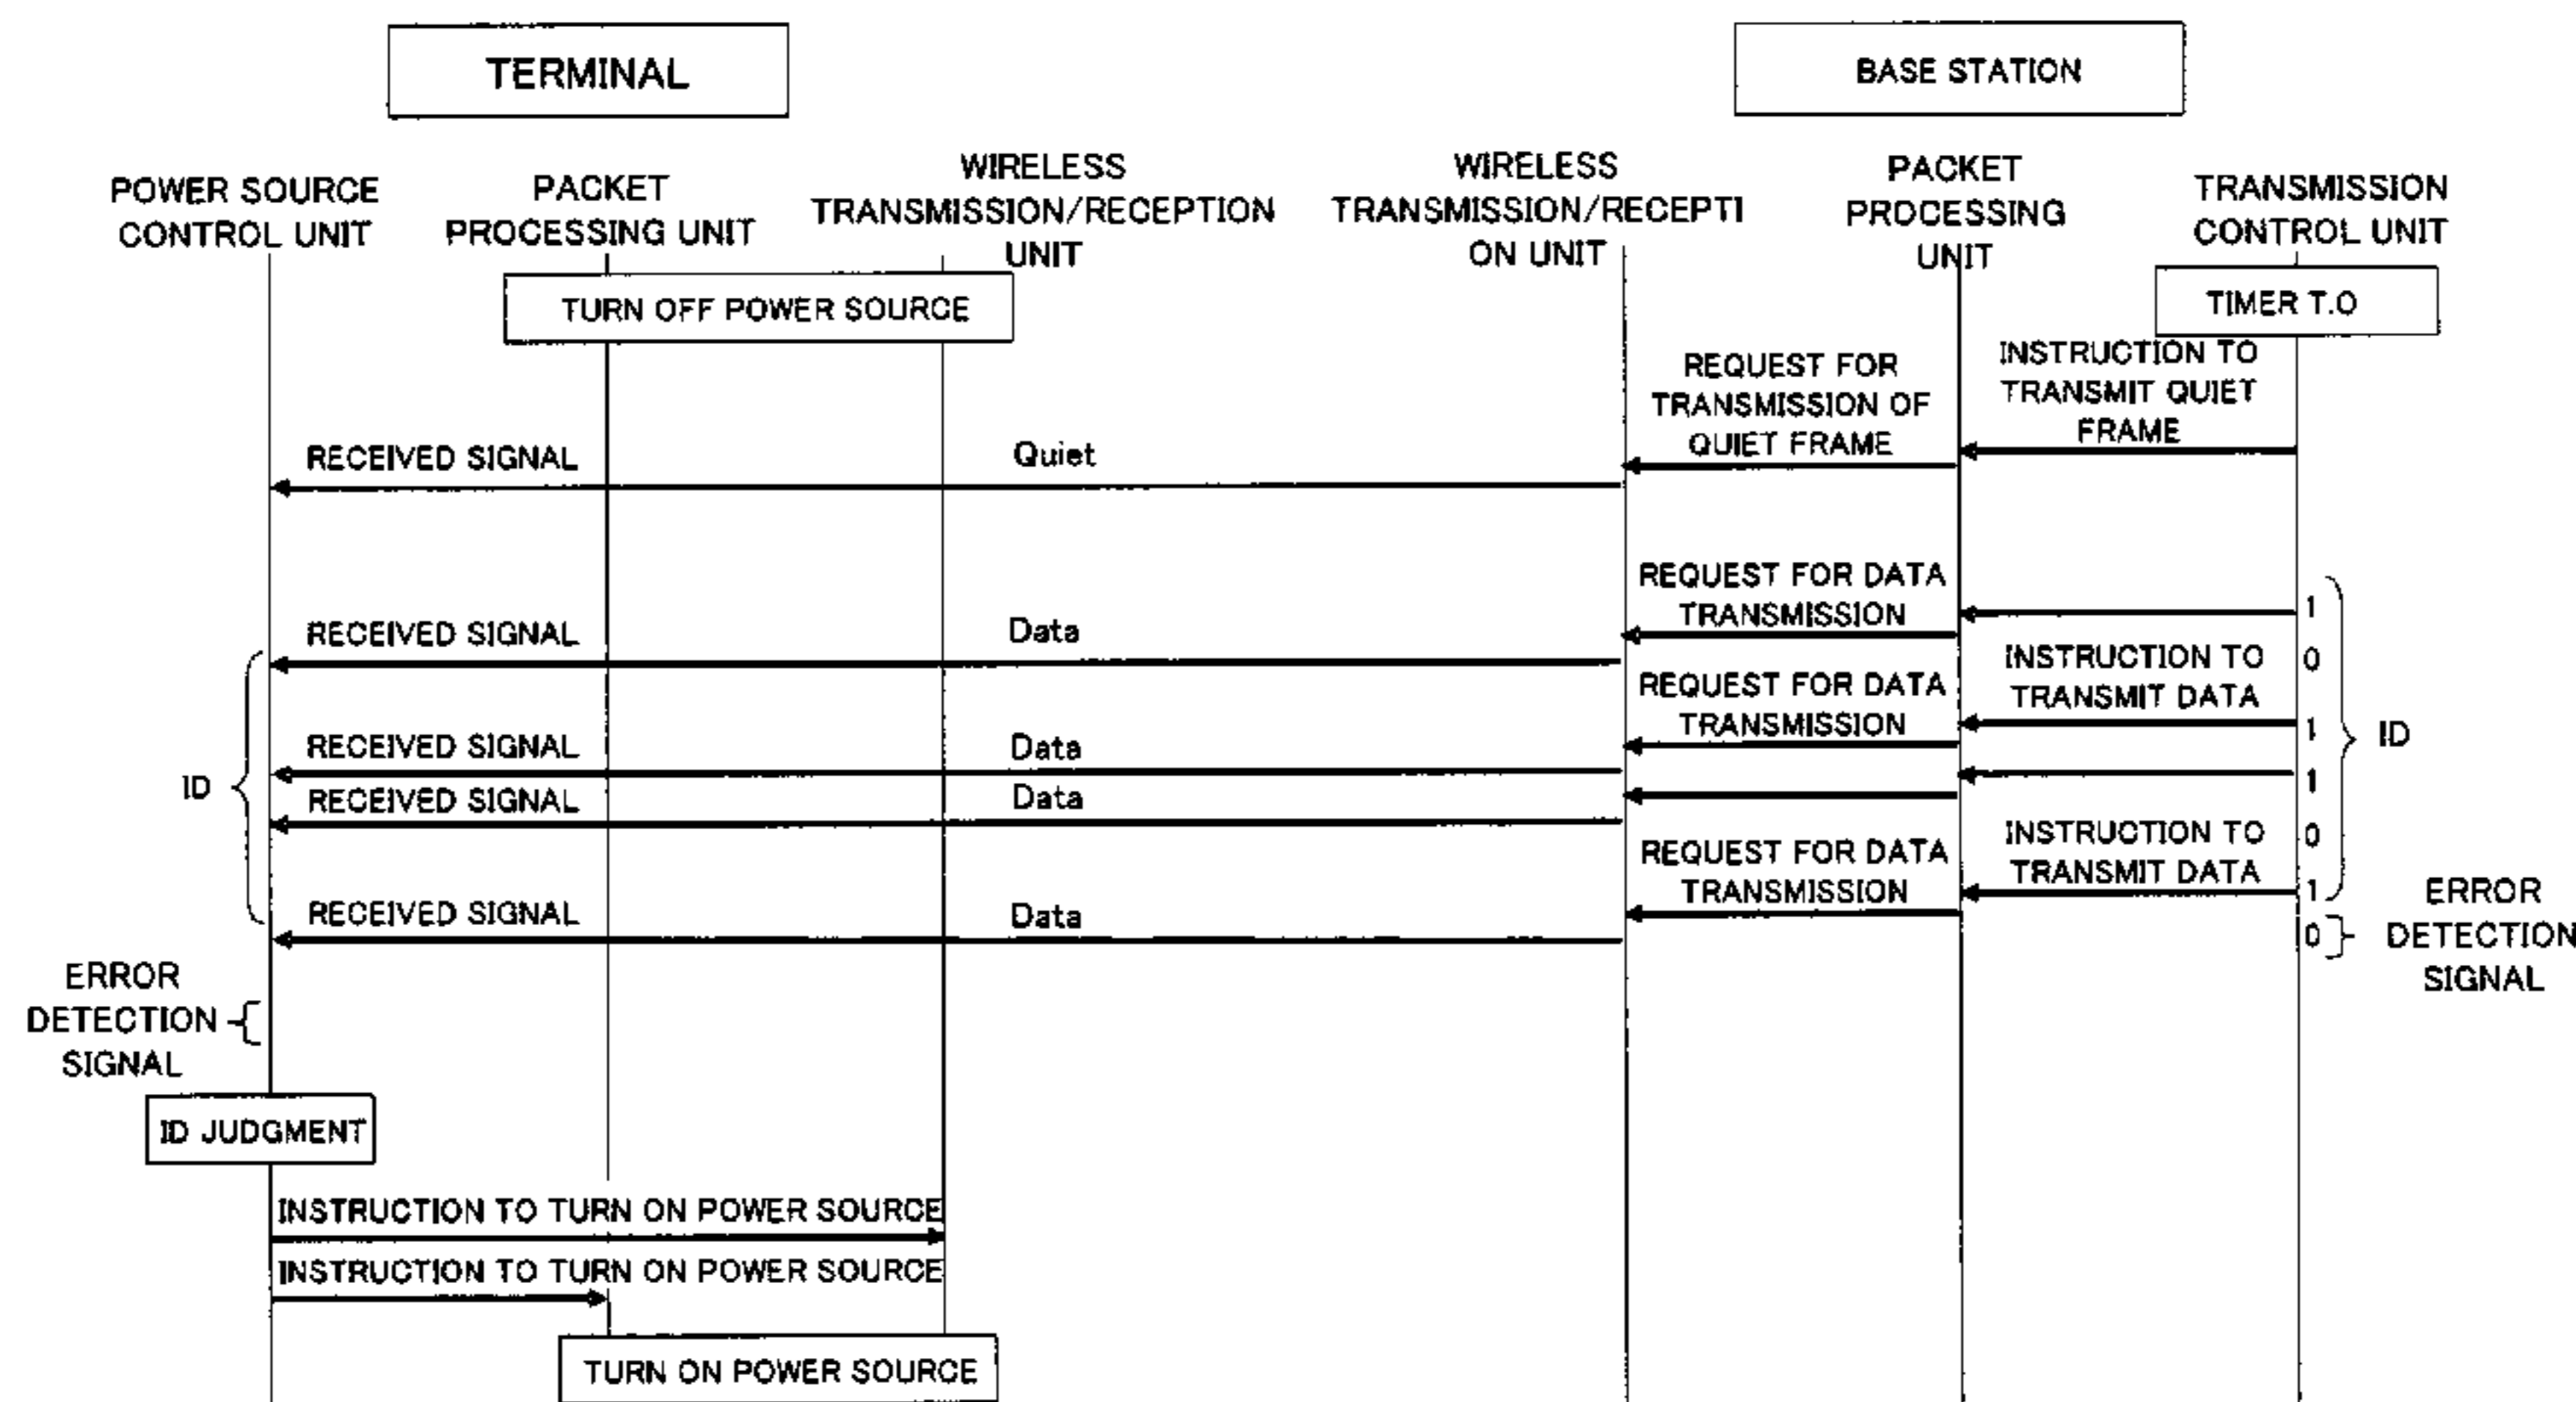 TERMINAL
BASE STATION
POWER SOURCE
CONTROL UNIT
PACKET
PROCESSING UNIT
WIRELESS
TRANSMISSION/RECEPTION
UNIT
WIRELESS
TRANSMISSION/RECEPTI
ON UNIT
PACKET
PROCESSING
UNIT
TRANSMISSION
CONTROL UNIT
TURN OFF POWER SOURCE
TIMER T.O
INSTRUCTION TO
TRANSMIT QUIET
FRAME
REQUEST FOR
TRANSMISSION OF
QUIET FRAME
RECEIVED SIGNAL
Quiet
REQUEST FOR DATA
TRANSMISSION
1
RECEIVED SIGNAL
Data
INSTRUCTION TO
TRANSMIT DATA
0
REQUEST FOR DATA
TRANSMISSION
1
ID
RECEIVED SIGNAL
Data
1
ID
RECEIVED SIGNAL
Data
INSTRUCTION TO
TRANSMIT DATA
0
REQUEST FOR DATA
TRANSMISSION
1
RECEIVED SIGNAL
Data
0
ERROR
DETECTION
SIGNAL
ERROR
DETECTION
SIGNAL
ID JUDGMENT
INSTRUCTION TO TURN ON POWER SOURCE
INSTRUCTION TO TURN ON POWER SOURCE
TURN ON POWER SOURCE